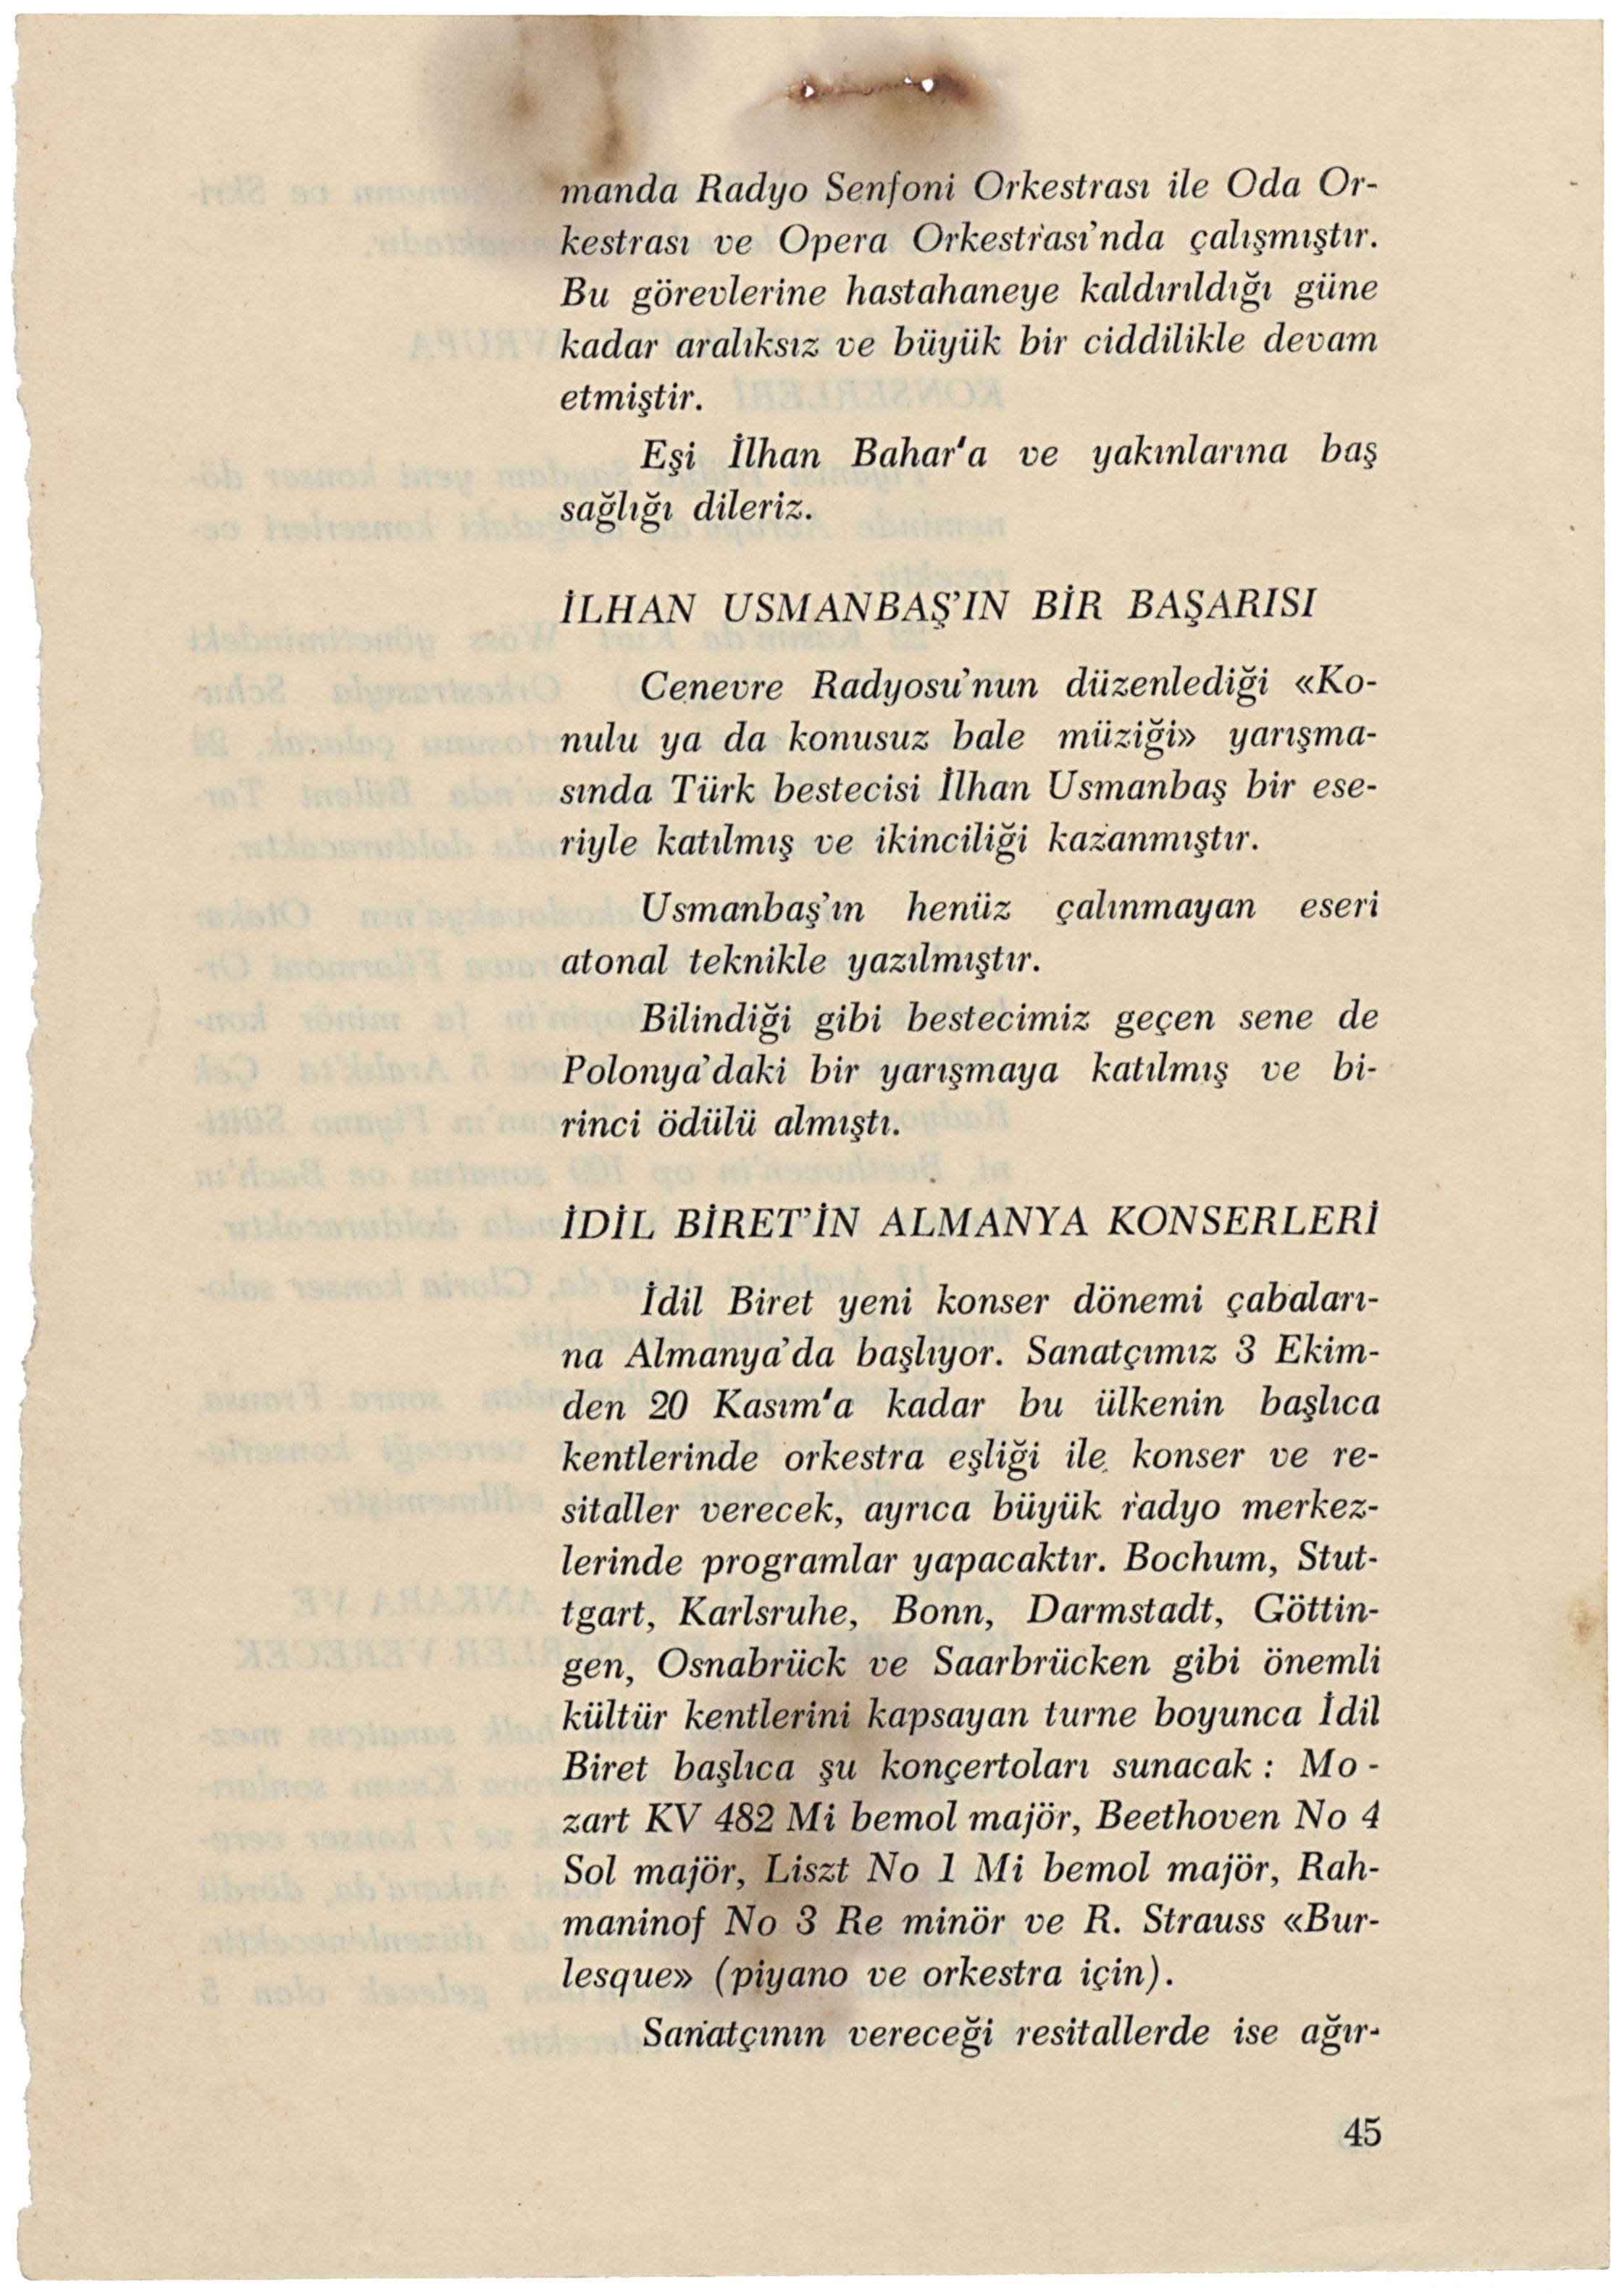 manda Radyo Senfoni Orkestrası ile Oda Or-
kestrası ve Opera Orkestrası'nda çalışmıştır.
Bu görevlerine hastahaneye kaldırıldığı güne
kadar aralıksız ve büyük bir ciddilikle devam
etmiştir.
Eşi İlhan Bahar'a ve yakınlarına baş
sağlığı dileriz.
İLHAN USMANBAŞ'IN BİR BAŞARISI
Cenevre Radyosu'nun düzenlediği «Ko-
nulu ya da konusuz bale müziği» yarışma-
sında Türk bestecisi İlhan Usmanbaş bir ese-
riyle katılmış ve ikinciliği kazanmıştır.
Usmanbaş'ın henüz çalınmayan eseri
atonal teknikle yazılmıştır.
Bilindiği gibi bestecimiz geçen sene de
Polonya'daki bir yarışmaya katılmış ve bi-
rinci ödülü almıştı.
İDİL BİRET'İN ALMANYA KONSERLERİ
İdil Biret yeni konser dönemi çabaları-
na Almanya'da başlıyor. Sanatçımız 3 Ekim-
den 20 Kasım'a kadar bu ülkenin başlıca
kentlerinde orkestra eşliği ile konser ve re-
sitaller verecek, ayrıca büyük radyo merkez-
lerinde programlar yapacaktır. Bochum, Stut-
tgart, Karlsruhe, Bonn, Darmstadt, Göttin-
gen, Osnabrück ve Saarbrücken gibi önemli
kültür kentlerini kapsayan turne boyunca İdil
Biret başlıca şu konçertoları sunacak : Mo -
zart KV 482 Mi bemol majör, Beethoven No 4
Sol majör, Liszt No 1 Mi bemol majör, Rah-
maninof No 3 Re minör ve R. Strauss «Bur-
lesque» (piyano ve orkestra için).
Sanatçının vereceği resitallerde ise ağır-
45